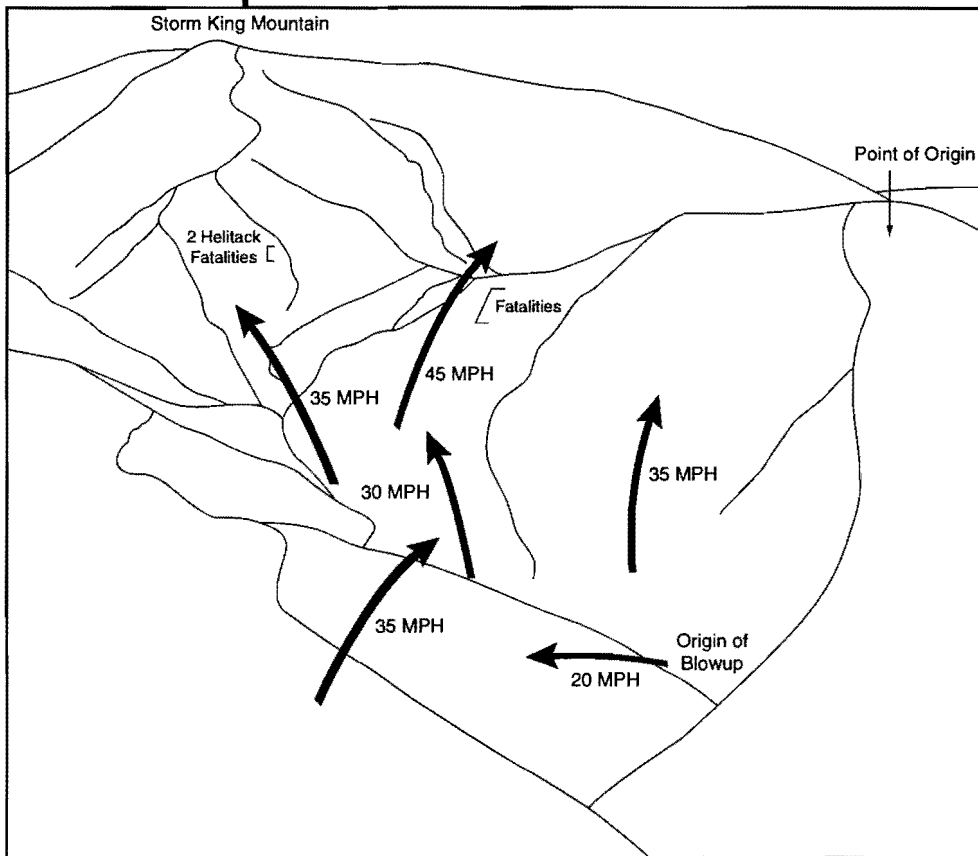 Storm King Mountain
Point of Origin
2 Helitack
Fatalities
Fatalities
35 MPH
45 MPH
30 MPH
35 MPH
35 MPH
Origin of
Blowup
20 MPH